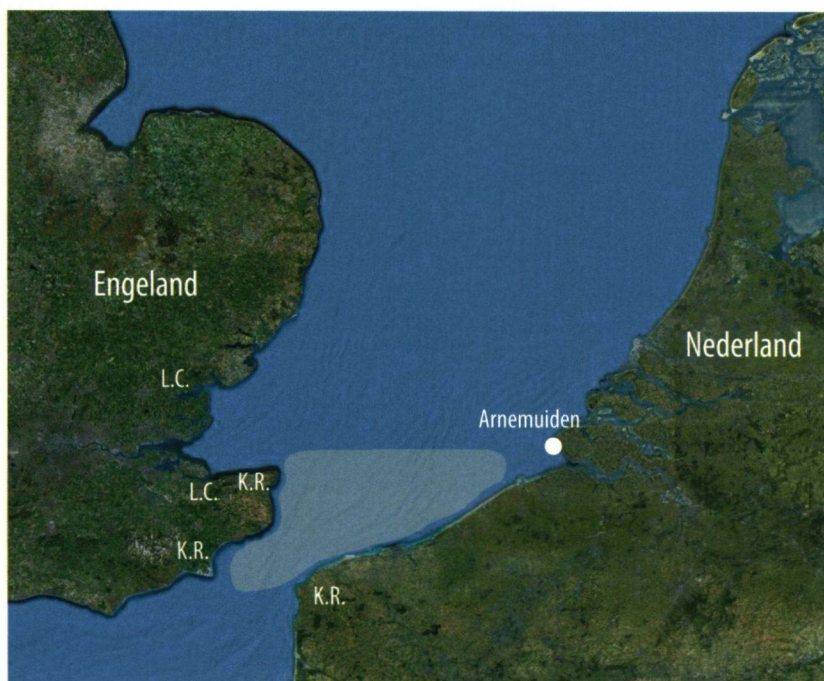 Engeland
Nederland
L.C.
Arnemuiden
K.R.
L.C.
K.R.
K.R.